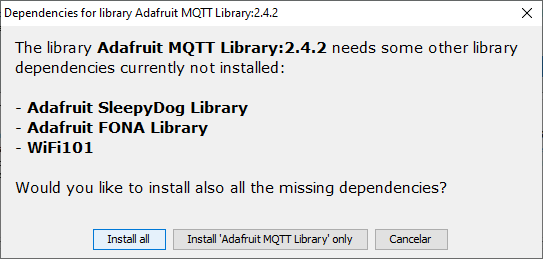 Dependencies for library Adafruit MQTT Library:2.4.2
The library Adafruit MQTT Library:2.4.2 needs some other library
dependencies currently not installed:
- Adafruit SleepyDog Library
- Adafruit FONA Library
- WiFi101
Would you like to install also all the missing dependencies?
Install all
Install 'Adafruit MQTT Library' only
Cancelar